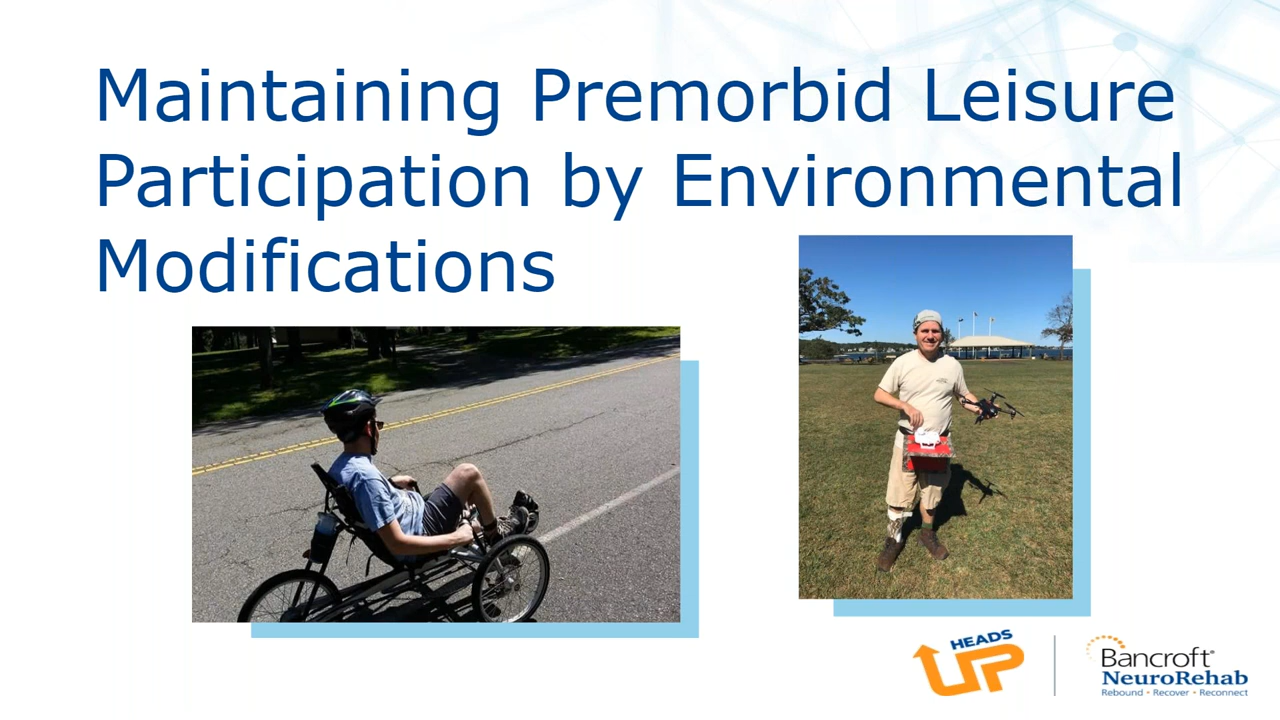 Maintaining Premorbid Leisure
Participation by Environmental
Modifications
HEADS
UP
Bancroft®
NeuroRehab
Rebound • Recover • Reconnect